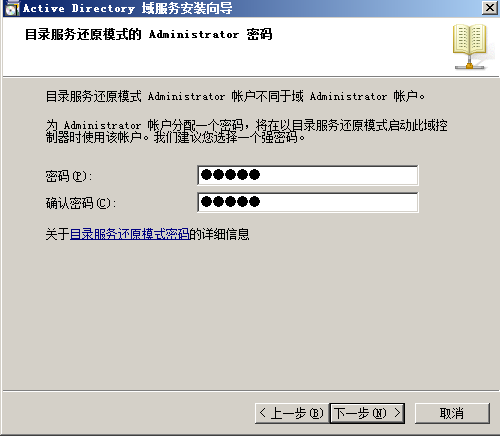 Active Directory 域服务安装向导
目录服务还原模式的 Administrator 密码
目录服务还原模式 Administrator 帐户不同于域 Administrator 帐户。
为 Administrator 帐户分配一个密码，将在以目录服务还原模式启动此域控
制器时使用该帐户。我们建议您选择一个强密码。
密码(P):
●●●●●
确认密码(C):
●●●●●
关于目录服务还原模式密码的详细信息
< 上一步(B) 下一步(N) > 取消